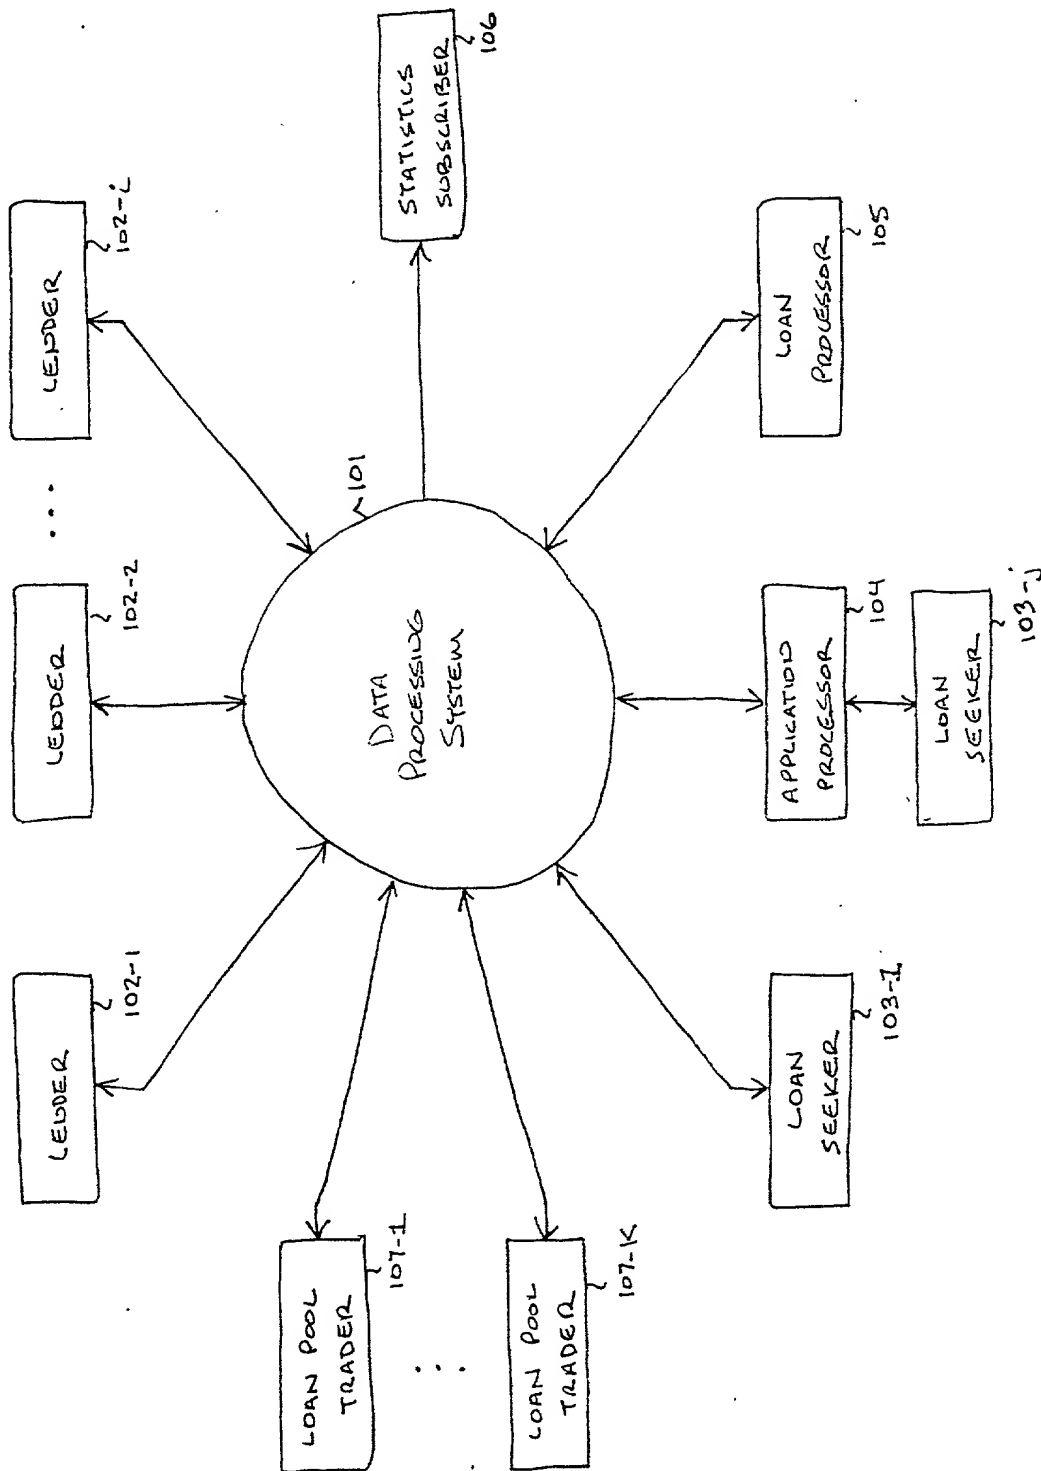 LENDER
102-1
LENDER
102-2
...
LENDER
102-i
LOAN POOL
TRADER
107-1
...
LOAN POOL
TRADER
107-K
DATA
PROCESSING
SYSTEM
101
STATISTICS
SUBSCRIBER
106
LOAN
SEEKER
103-1
APPLICATION
PROCESSOR
104
LOAN
SEEKER
103-j
LOAN
PROCESSOR
105